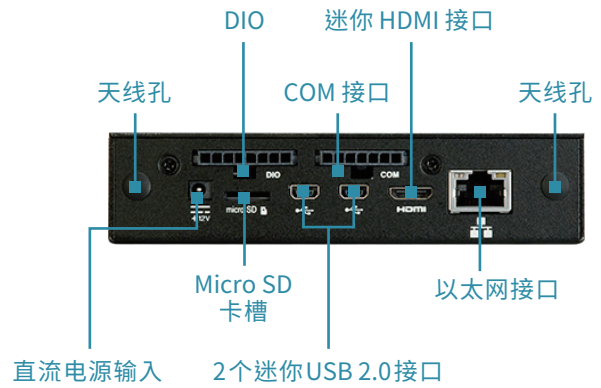 DIO
迷你 HDMI 接口
天线孔
COM 接口
天线孔
DIO
COM
+12V
micro SD
HDMI
Micro SD
卡槽
以太网接口
直流电源输入
2个迷你USB 2.0接口